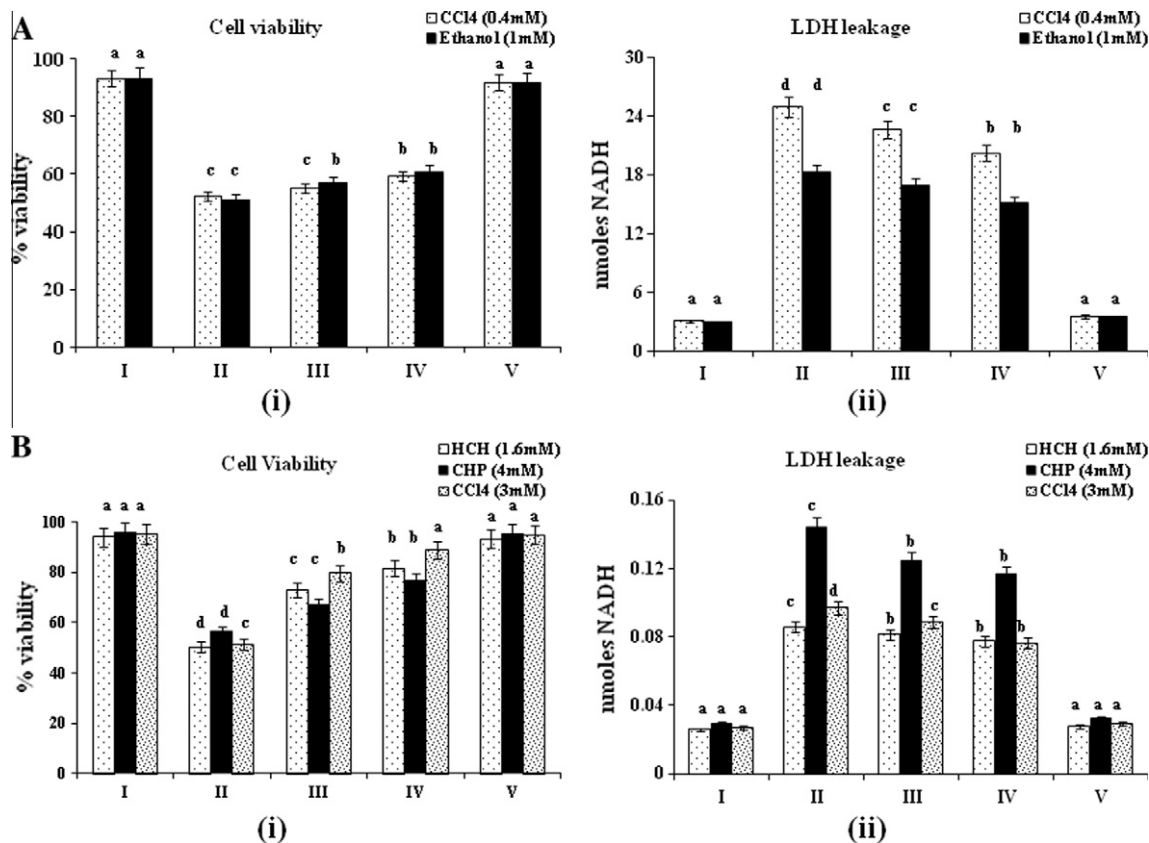 A
Cell viability
CCl4 (0.4mM)
Ethanol (1mM)
% viability
100
80
60
40
20
0
a a
c c
c b
b b
a a
I II III IV V
(i)
LDH leakage
CCl4 (0.4mM)
Ethanol (1mM)
nmoles NADH
30
24
18
12
6
0
a a
d d
c c
b b
a a
I II III IV V
(ii)
B
Cell Viability
HCH (1.6mM)
CHP (4mM)
CCl4 (3mM)
% viability
100
80
60
40
20
0
a a a
d d c
c c b
b b a
a a a
I II III IV V
(i)
LDH leakage
HCH (1.6mM)
CHP (4mM)
CCl4 (3mM)
nmoles NADH
0.16
0.12
0.08
0.04
0
a a a
c c d
b b c
b b b
a a a
I II III IV V
(ii)